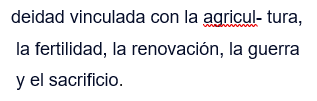 deidad vinculada con la agricul- tura,
la fertilidad, la renovación, la guerra
y el sacrificio.